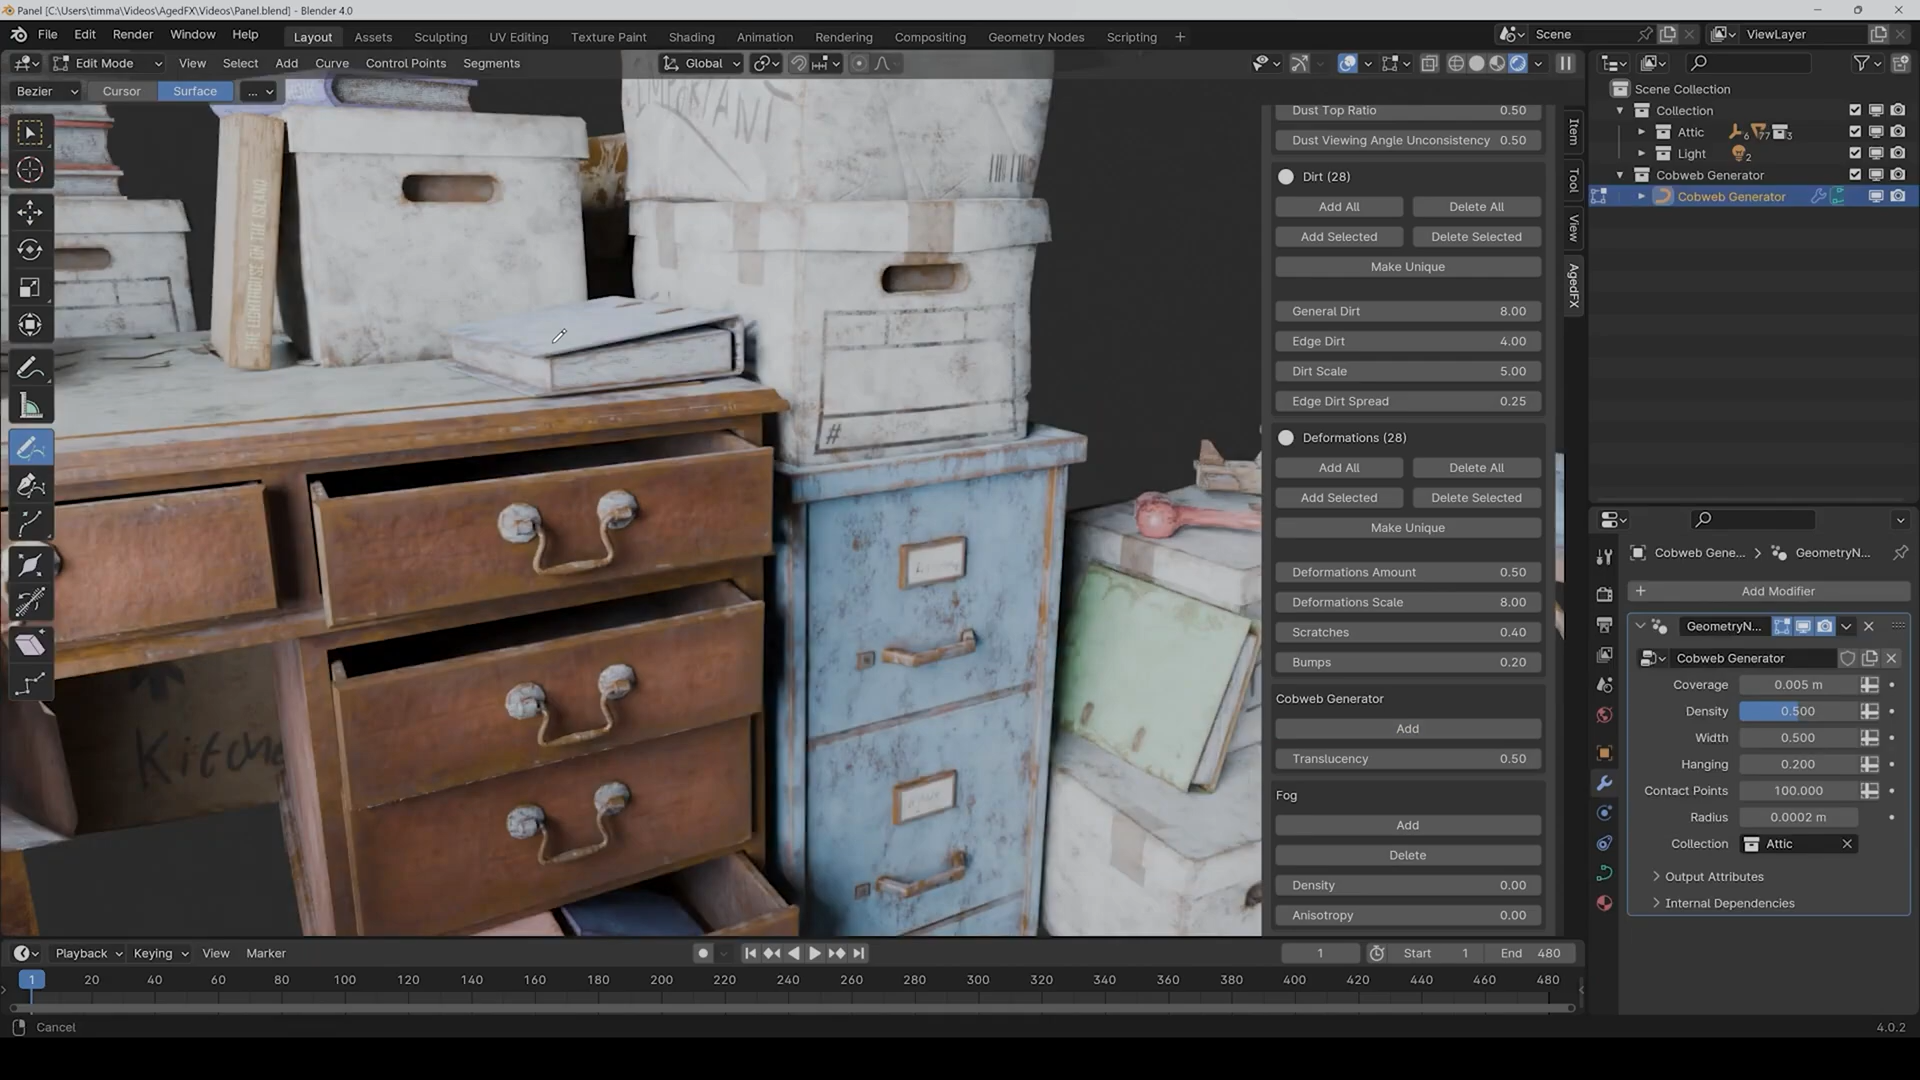 Panel [C:\Users\timma\Videos\AgedFX\Videos\Panel.blend] - Blender 4.0
File Edit Render Window Help Layout Assets Sculpting UV Editing Texture Paint Shading Animation Rendering Compositing Geometry Nodes Scripting + Scene ViewLayer
Edit Mode View Select Add Curve Control Points Segments Global
Bezier Cursor Surface ...
IMPORTANT
THE LIGHTHOUSE ON THE ISLAND
#
Kitchen
Dust Top Ratio 0.50
Dust Viewing Angle Unconsistency 0.50
Dirt (28)
Add All Delete All
Add Selected Delete Selected
Make Unique
General Dirt 8.00
Edge Dirt 4.00
Dirt Scale 5.00
Edge Dirt Spread 0.25
Deformations (28)
Add All Delete All
Add Selected Delete Selected
Make Unique
Deformations Amount 0.50
Deformations Scale 8.00
Scratches 0.40
Bumps 0.20
Cobweb Generator
Add
Translucency 0.50
Fog
Add
Delete
Density 0.00
Anisotropy 0.00
Item
Tool
View
AgedFX
Scene Collection
Collection
Attic 6 77 3
Light 2
Cobweb Generator
Cobweb Generator
Cobweb Gene... > GeometryN...
+ Add Modifier
GeometryN...
Cobweb Generator
Coverage 0.005 m
Density 0.500
Width 0.500
Hanging 0.200
Contact Points 100.000
Radius 0.0002 m
Collection Attic
Output Attributes
Internal Dependencies
Playback Keying View Marker 1 Start 1 End 480
1 20 40 60 80 100 120 140 160 180 200 220 240 260 280 300 320 340 360 380 400 420 440 460 480
Cancel 4.0.2